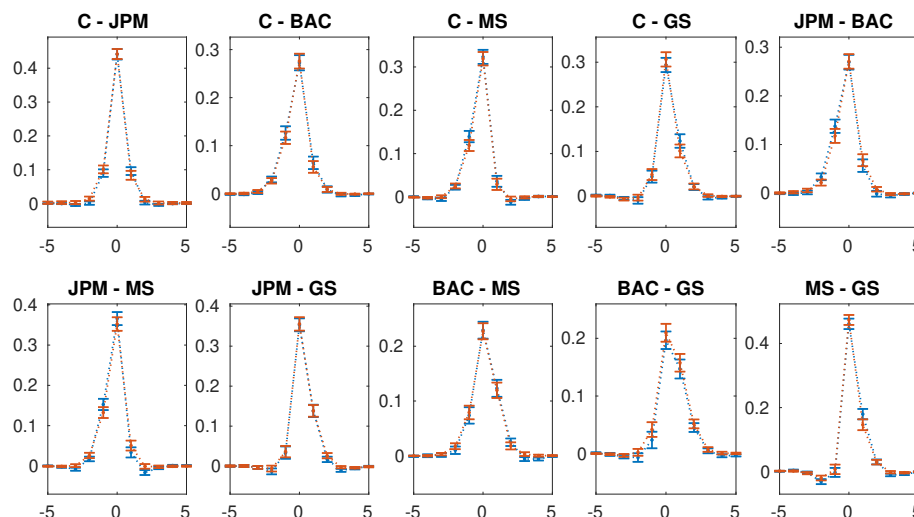 C - JPM C - BAC C - MS C - GS JPM - BAC
0.4 0.3 0.3 0.3 0.3
0.3 0.2 0.2 0.2 0.2
0.2 0.1 0.1 0.1 0.1
0.1 0 0 0 0
0
-5 0 5 -5 0 5 -5 0 5 -5 0 5 -5 0 5
JPM - MS JPM - GS BAC - MS BAC - GS MS - GS
0.4 0.4 0.2 0.2 0.4
0.3 0.3 0.1 0.1 0.2
0.2 0.2 0 0 0
0.1 0.1
0 0
-5 0 5 -5 0 5 -5 0 5 -5 0 5 -5 0 5